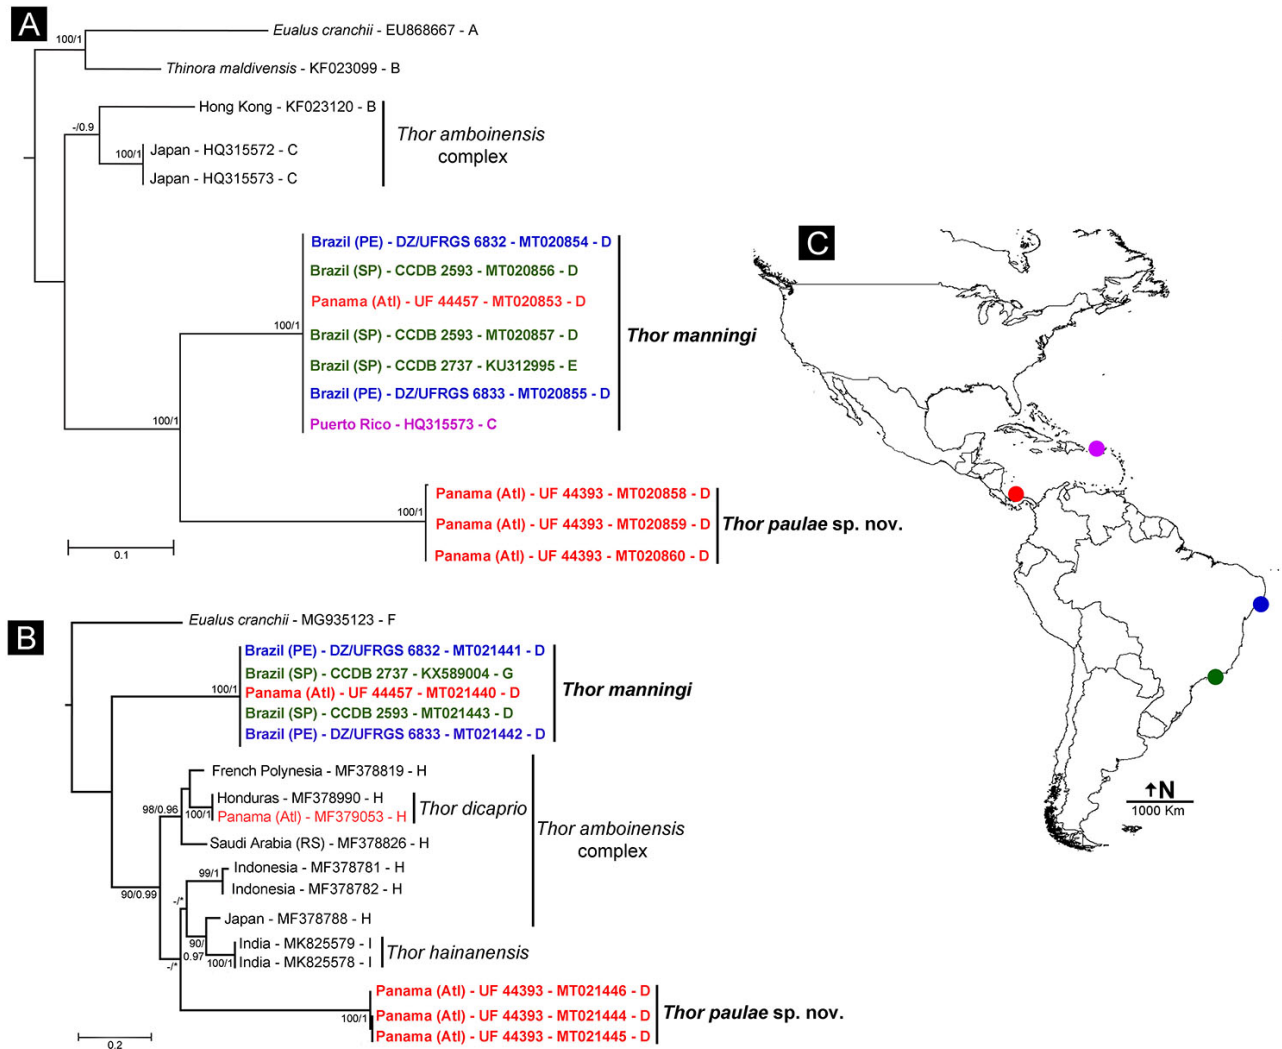 A
100/1
Eualus cranchii - EU868667 - A
Thinora maldivensis - KF023099 - B
Hong Kong - KF023120 - B
-/0.9
100/1
Japan - HQ315572 - C
Japan - HQ315573 - C
Thor amboinensis
complex
Brazil (PE) - DZ/UFRGS 6832 - MT020854 - D
Brazil (SP) - CCDB 2593 - MT020856 - D
Panama (Atl) - UF 44457 - MT020853 - D
100/1
Brazil (SP) - CCDB 2593 - MT020857 - D
Brazil (SP) - CCDB 2737 - KU312995 - E
Brazil (PE) - DZ/UFRGS 6833 - MT020855 - D
Puerto Rico - HQ315573 - C
Thor manningi
100/1
100/1
Panama (Atl) - UF 44393 - MT020858 - D
Panama (Atl) - UF 44393 - MT020859 - D
Panama (Atl) - UF 44393 - MT020860 - D
Thor paulae sp. nov.
0.1
B
Eualus cranchii - MG935123 - F
100/1
Brazil (PE) - DZ/UFRGS 6832 - MT021441 - D
Brazil (SP) - CCDB 2737 - KX589004 - G
Panama (Atl) - UF 44457 - MT021440 - D
Brazil (SP) - CCDB 2593 - MT021443 - D
Brazil (PE) - DZ/UFRGS 6833 - MT021442 - D
Thor manningi
French Polynesia - MF378819 - H
98/0.96
100/1
Honduras - MF378990 - H
Panama (Atl) - MF379053 - H
Thor dicaprio
Saudi Arabia (RS) - MF378826 - H
Thor amboinensis
complex
90/0.99
99/1
Indonesia - MF378781 - H
Indonesia - MF378782 - H
-/*
Japan - MF378788 - H
90/
0.97
100/1
India - MK825579 - I
India - MK825578 - I
Thor hainanensis
-/*
100/1
Panama (Atl) - UF 44393 - MT021446 - D
Panama (Atl) - UF 44393 - MT021444 - D
Panama (Atl) - UF 44393 - MT021445 - D
Thor paulae sp. nov.
0.2
C
↑N
1000 Km